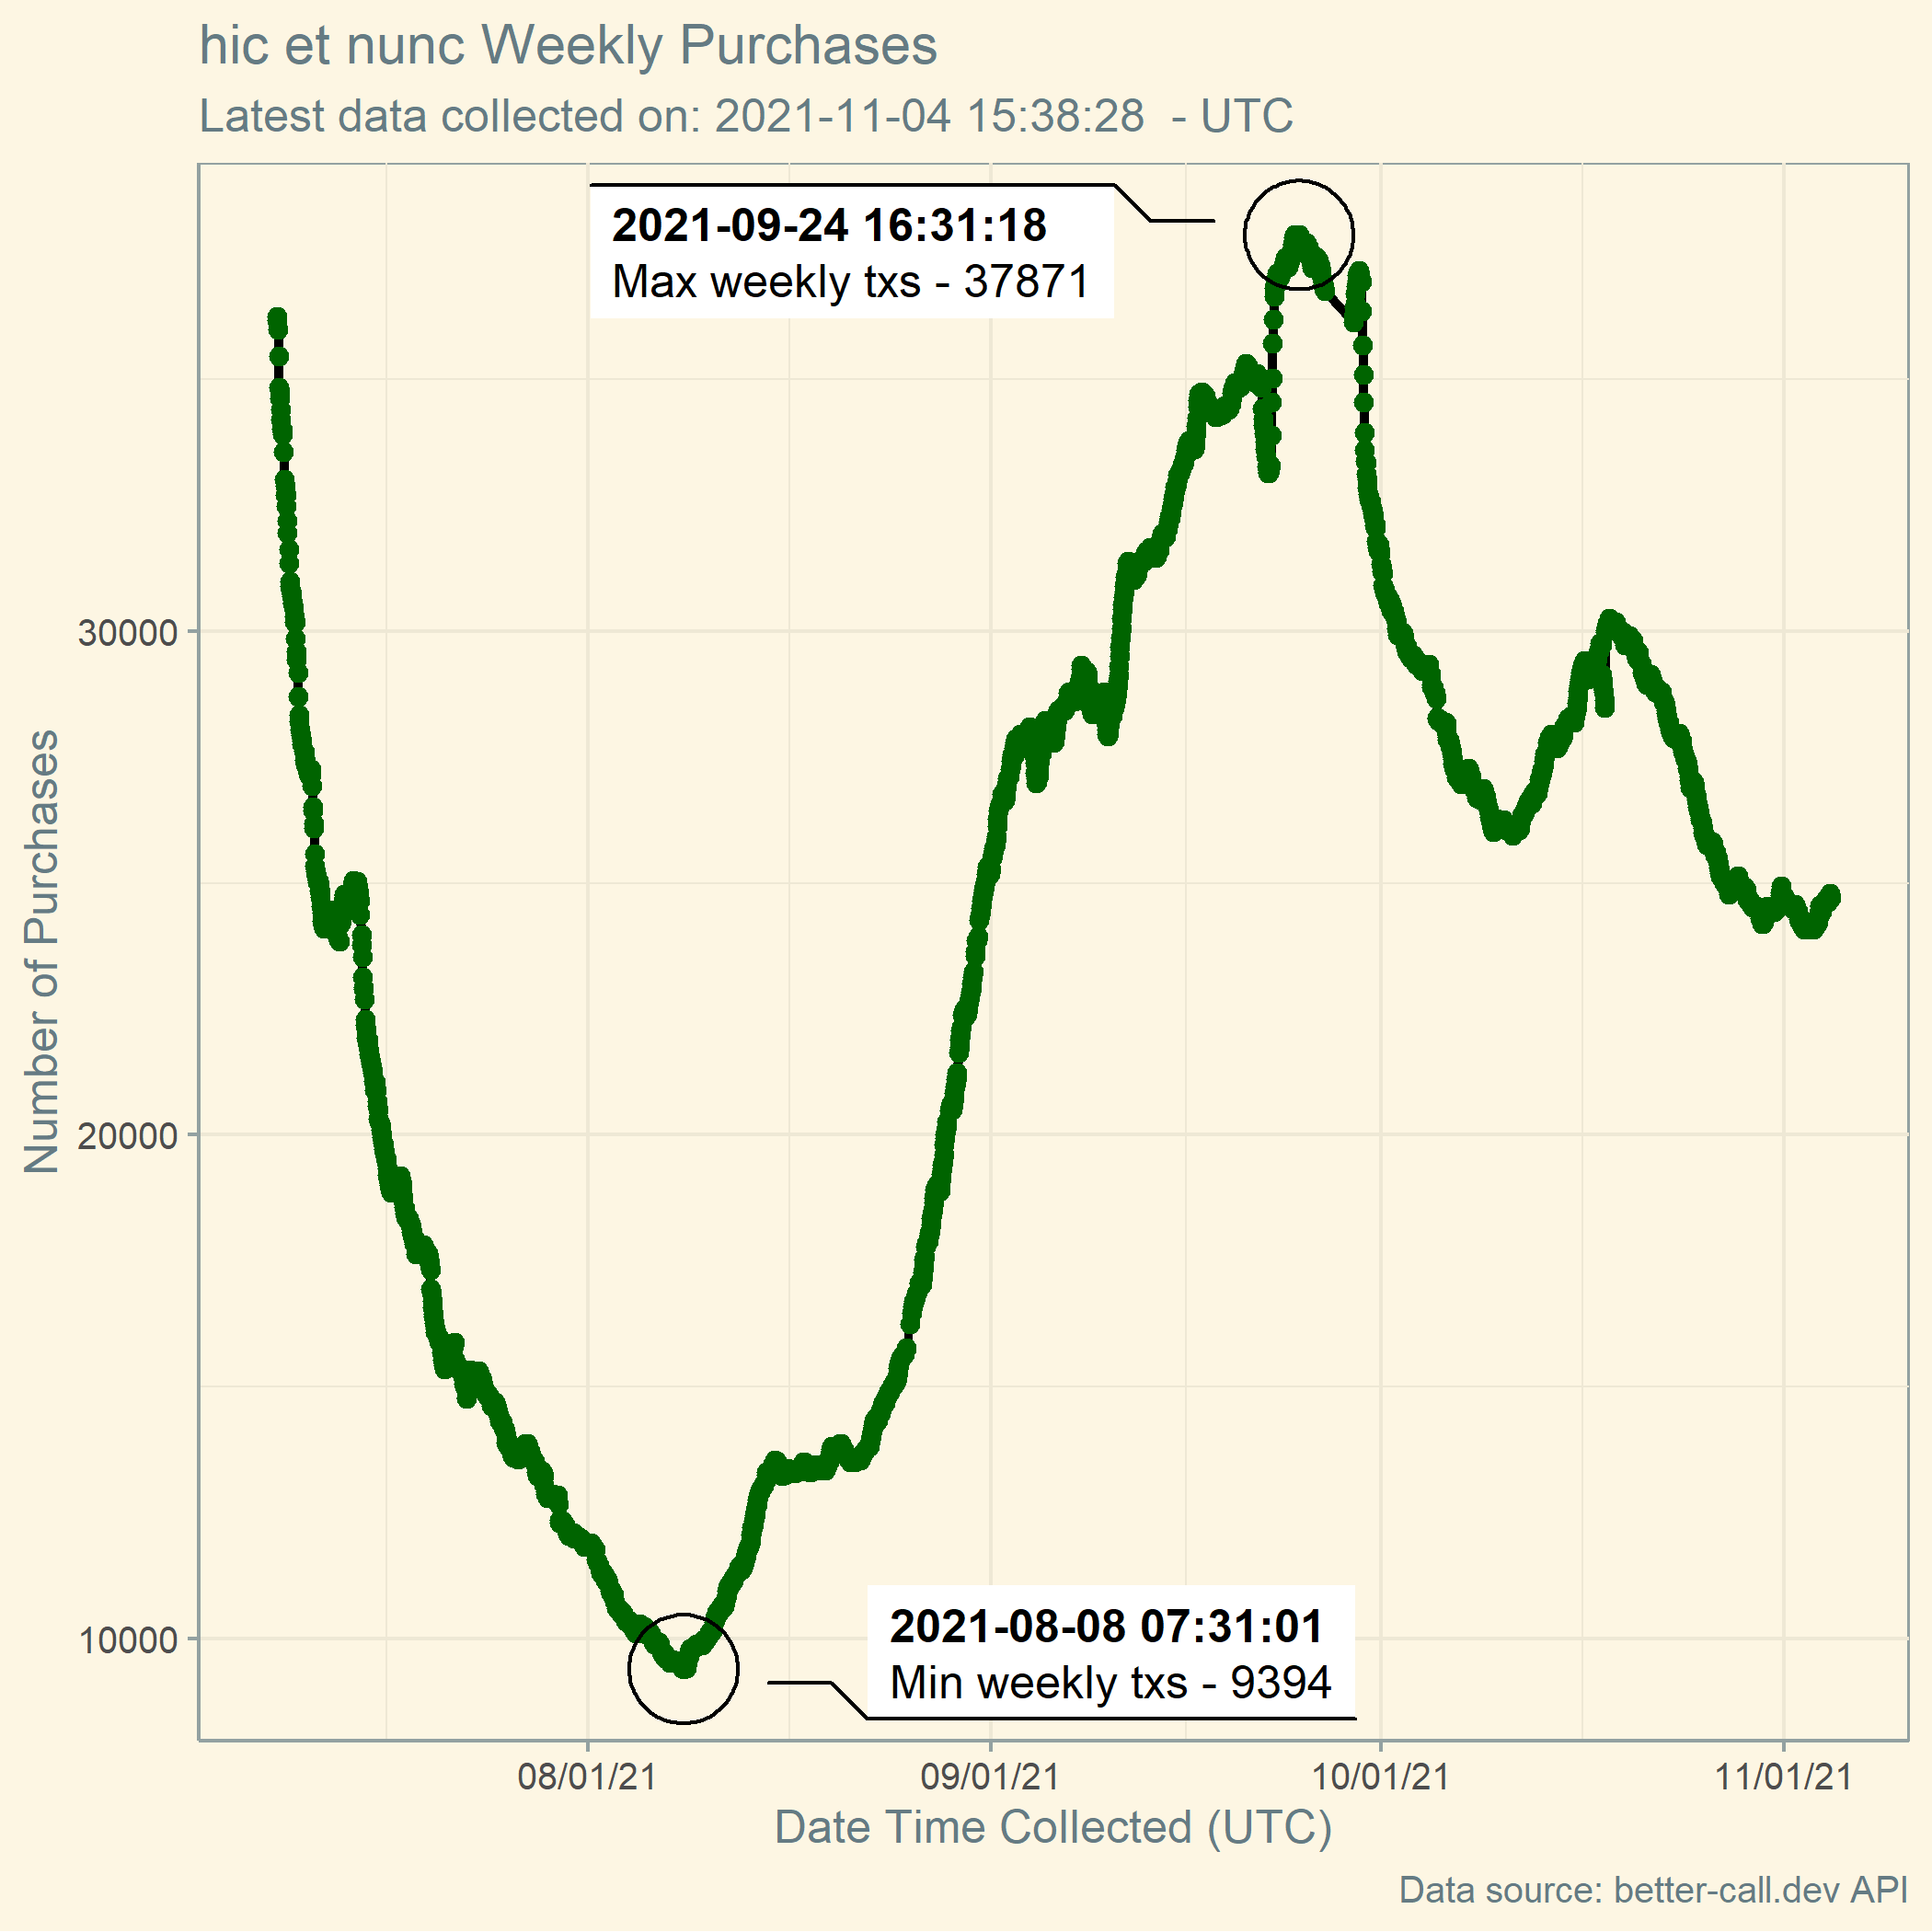 hic et nunc Weekly Purchases
Latest data collected on: 2021-11-04 15:38:28  - UTC
2021-09-24 16:31:18
Max weekly txs - 37871
Number of Purchases
30000
20000
10000
2021-08-08 07:31:01
Min weekly txs - 9394
08/01/21
09/01/21
10/01/21
11/01/21
Date Time Collected (UTC)
Data source: better-call.dev API